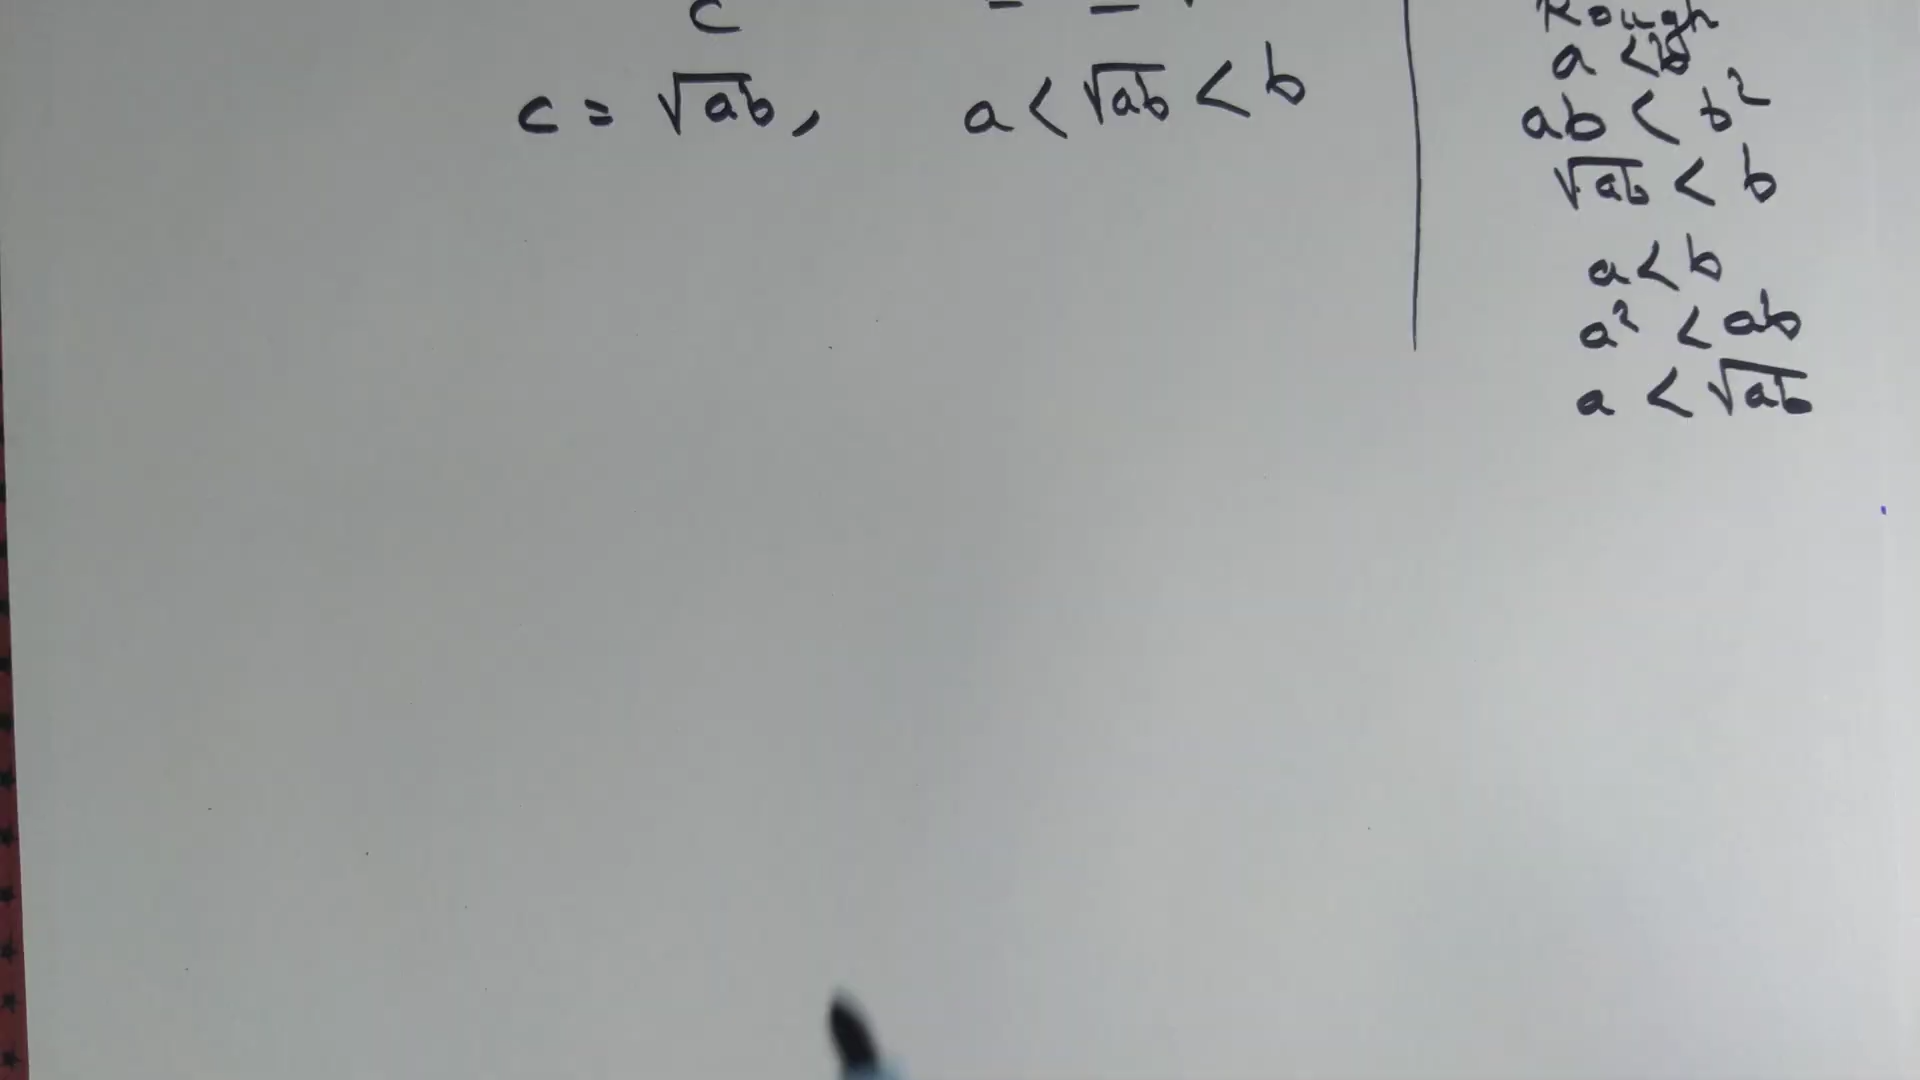 c
c = √ab, a < √ab < b
Rough
a < b
ab < b²
√ab < b
a < b
a² < ab
a < √ab